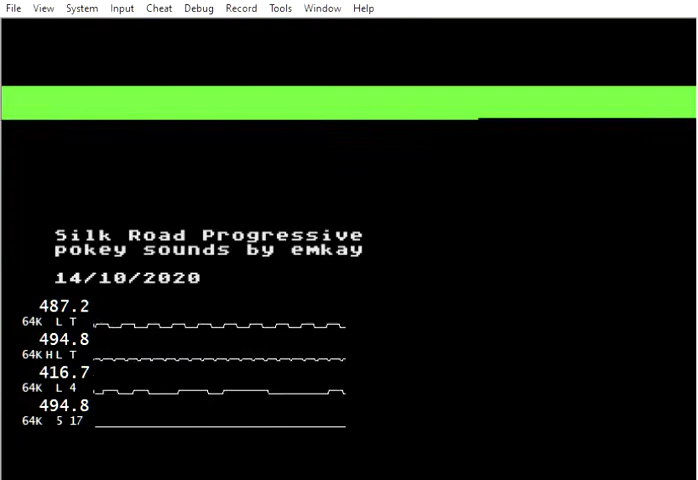 File View System Input Cheat Debug Record Tools Window Help
Silk Road Progressive
pokey sounds by emkay
14/10/2020
487.2
64K L T
494.8
64K H L T
416.7
64K L 4
494.8
64K 5 17